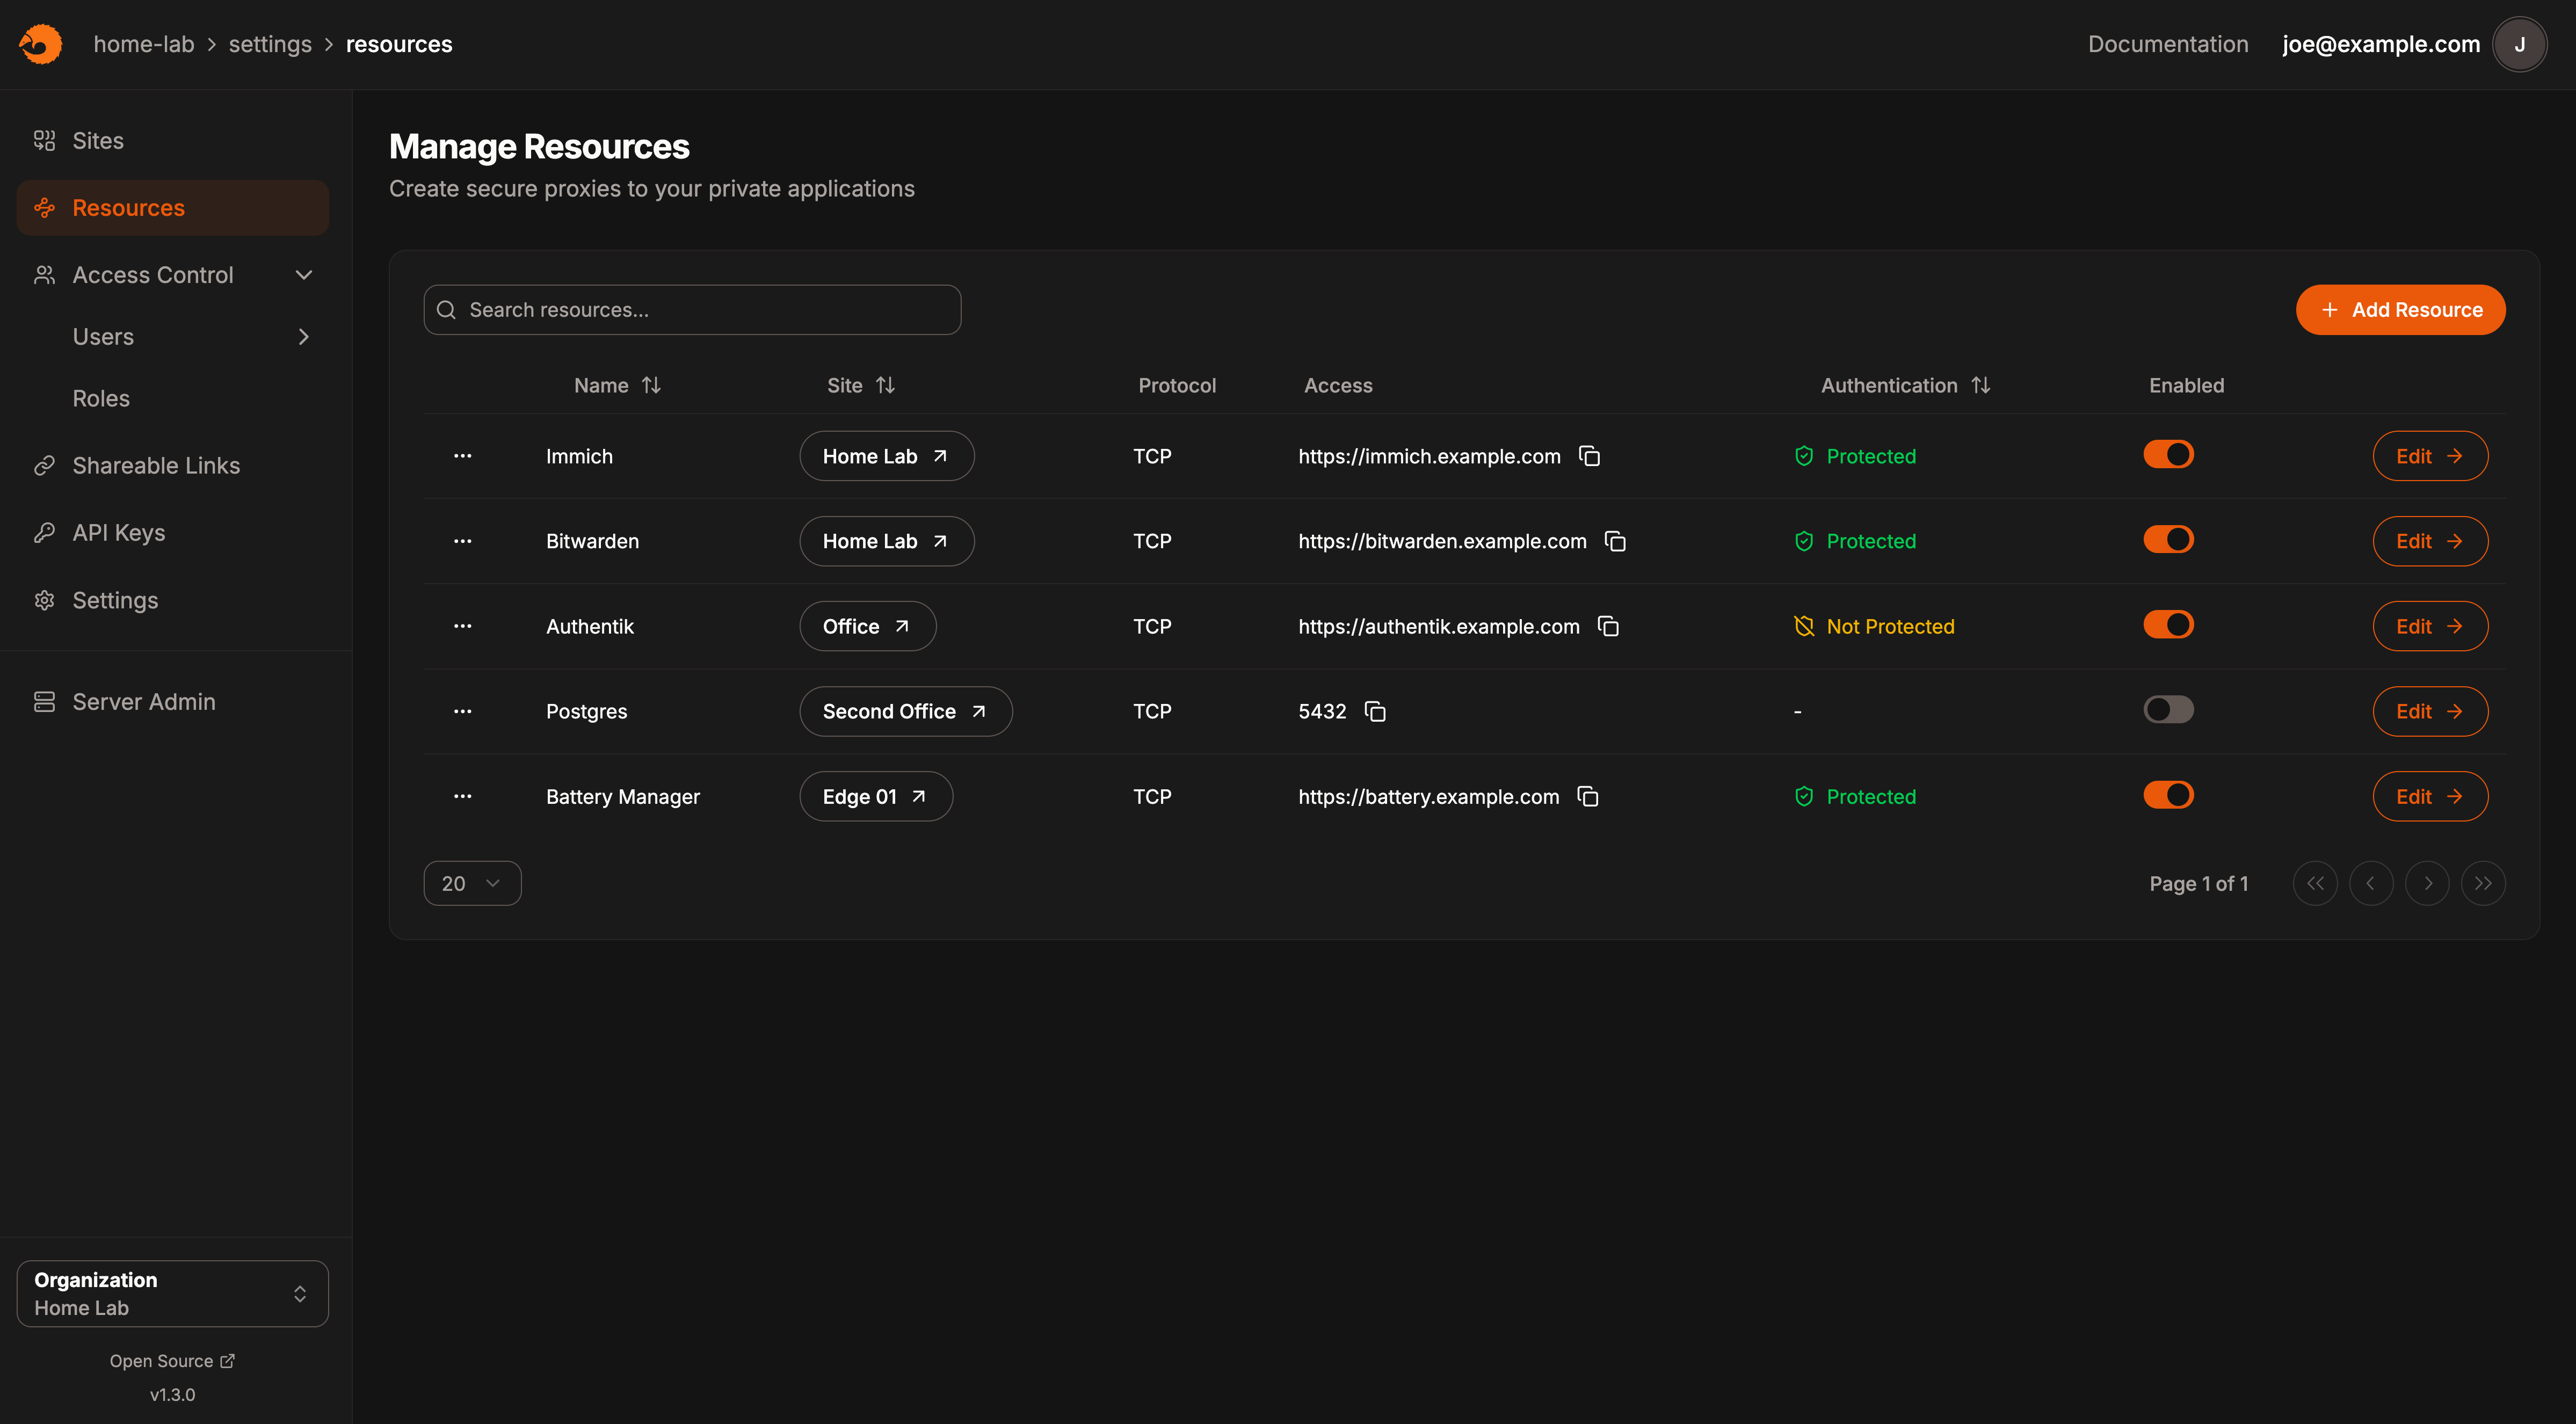 home-lab > settings > resources
Documentation joe@example.com J
Sites
Resources
Access Control
Users
Roles
Shareable Links
API Keys
Settings
Server Admin
Organization
Home Lab
Open Source
v1.3.0
Manage Resources
Create secure proxies to your private applications
Search resources...
+ Add Resource
Name Site Protocol Access Authentication Enabled
Immich Home Lab TCP https://immich.example.com Protected Edit
Bitwarden Home Lab TCP https://bitwarden.example.com Protected Edit
Authentik Office TCP https://authentik.example.com Not Protected Edit
Postgres Second Office TCP 5432 - Edit
Battery Manager Edge 01 TCP https://battery.example.com Protected Edit
20 Page 1 of 1